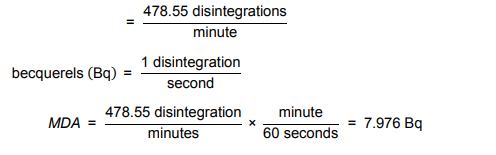 = 478.55 disintegrations / minute
becquerels (Bq) = 1 disintegration / second
MDA = 478.55 disintegration / minutes × minute / 60 seconds = 7.976 Bq